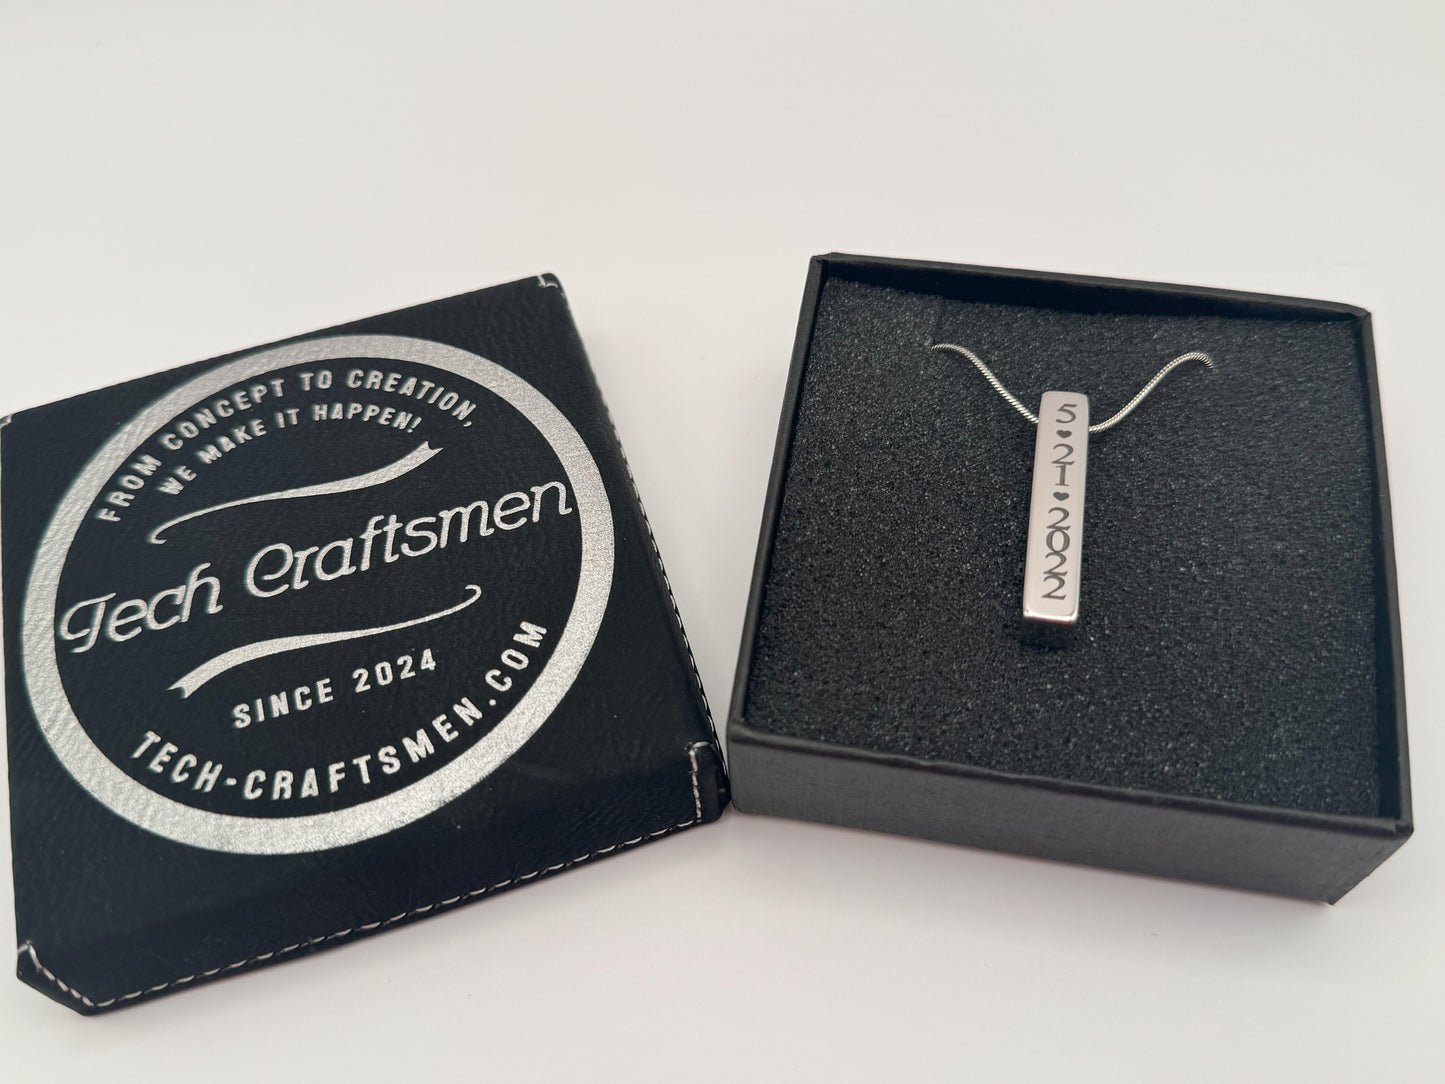 FROM CONCEPT TO CREATION,
WE MAKE IT HAPPEN!
Tech Craftsmen
SINCE 2024
TECH-CRAFTSMEN.COM
5♥21♥2022